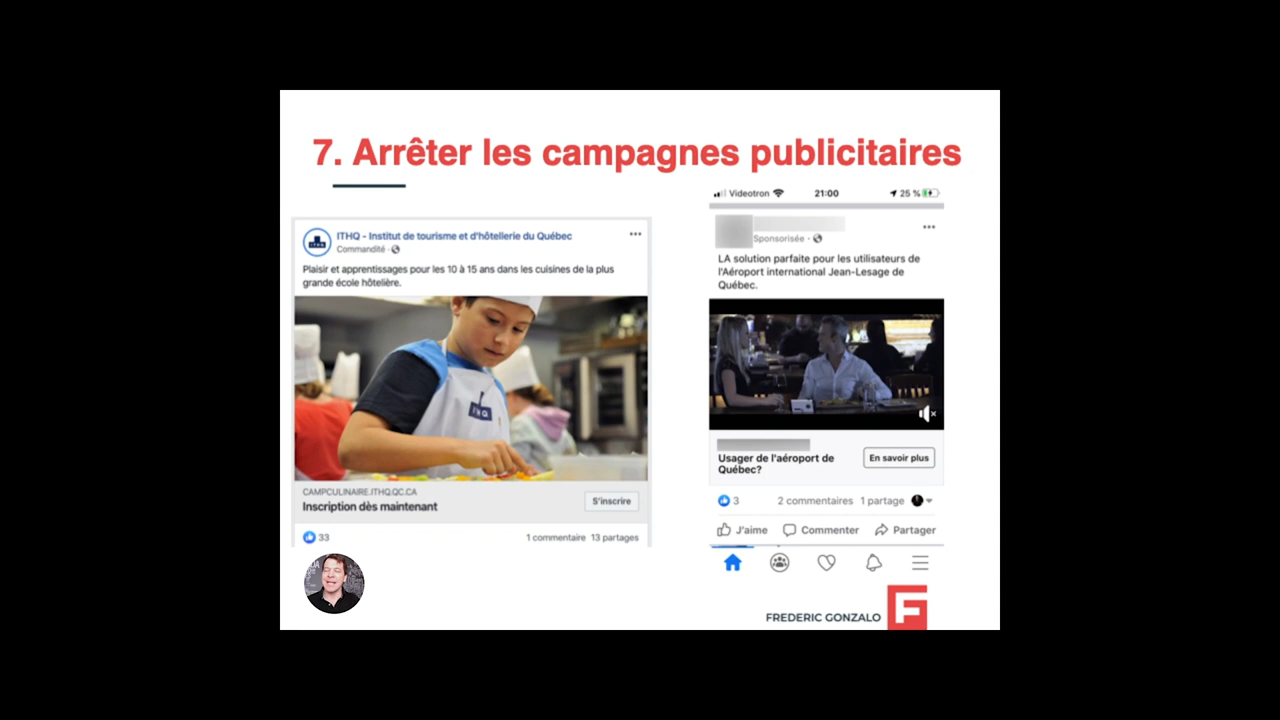 7. Arrêter les campagnes publicitaires
ITHQ - Institut de tourisme et d'hôtellerie du Québec
Commandité ·
Plaisir et apprentissages pour les 10 à 15 ans dans les cuisines de la plus
grande école hôtelière.
ITHQ
CAMPCULINAIRE.ITHQ.QC.CA
Inscription dès maintenant
S'inscrire
33
1 commentaire 13 partages
Videotron
21:00
25 %
Sponsorisée ·
LA solution parfaite pour les utilisateurs de
l'Aéroport international Jean-Lesage de
Québec.
Usager de l'aéroport de
Québec?
En savoir plus
3
2 commentaires 1 partage
J'aime
Commenter
Partager
FREDERIC GONZALO
F